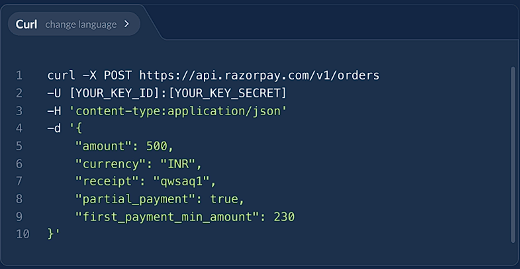 Curl change language >
1 curl -X POST https://api.razorpay.com/v1/orders
2 -U [YOUR_KEY_ID]:[YOUR_KEY_SECRET]
3 -H 'content-type:application/json'
4 -d '{
5 "amount": 500,
6 "currency": "INR",
7 "receipt": "qwsaq1",
8 "partial_payment": true,
9 "first_payment_min_amount": 230
10 }'